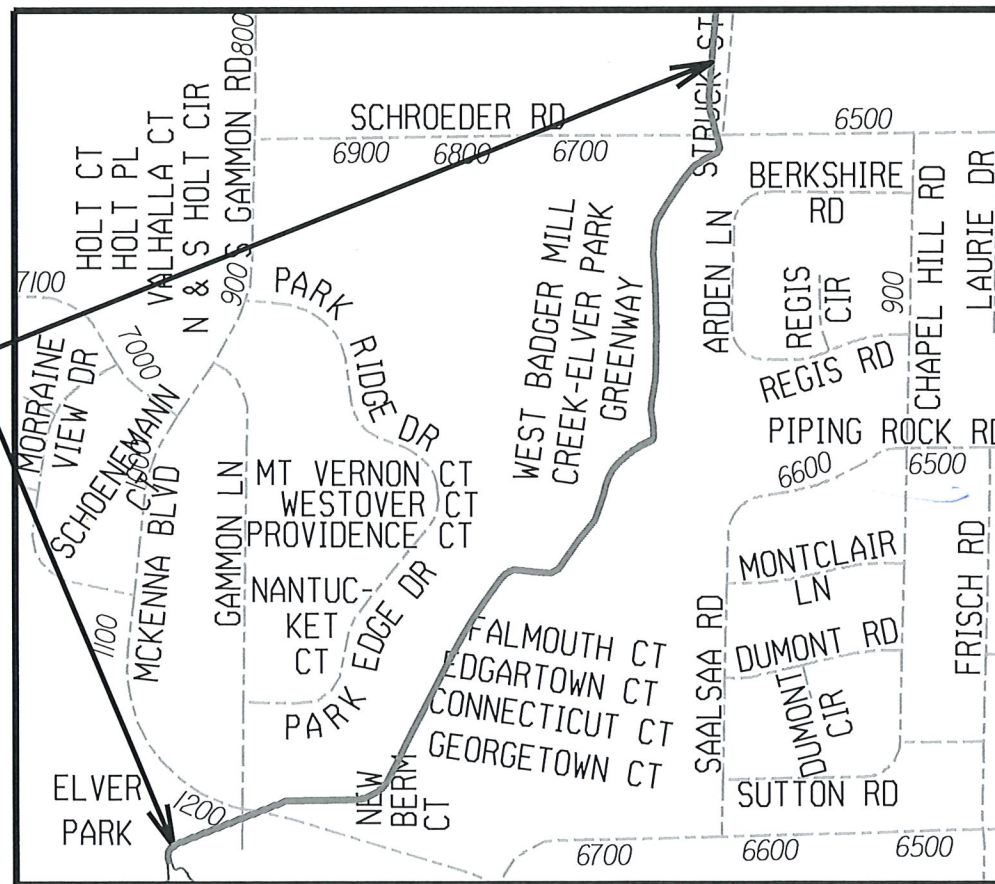 STRUCK ST
800
SCHROEDER RD
6900
6800
6700
6500
HOLT CT
HOLT PL
VALHALLA CT
N & S HOLT CIR
S GAMMON RD
900
BERKSHIRE
RD
ARDEN LN
REGIS
CIR
REGIS RD
900
CHAPEL HILL RD
LAURIE DR
7100
7000
MORRAINE
VIEW DR
SCHOENEMANN
PARK RIDGE DR
WEST BADGER MILL
CREEK-ELVER PARK
GREENWAY
PIPING ROCK RD
6600
6500
MCKENNA BLVD
GAMMON LN
MT VERNON CT
WESTOVER CT
PROVIDENCE CT
NANTUC-
KET
CT
PARK EDGE DR
1100
MONTCLAIR
LN
FRISCH RD
SAALSAA RD
DUMONT RD
DUMONT
CIR
SUTTON RD
FALMOUTH CT
EDGARTOWN CT
CONNECTICUT CT
GEORGETOWN CT
NEW
BERM
CT
ELVER
PARK
1200
6700
6600
6500